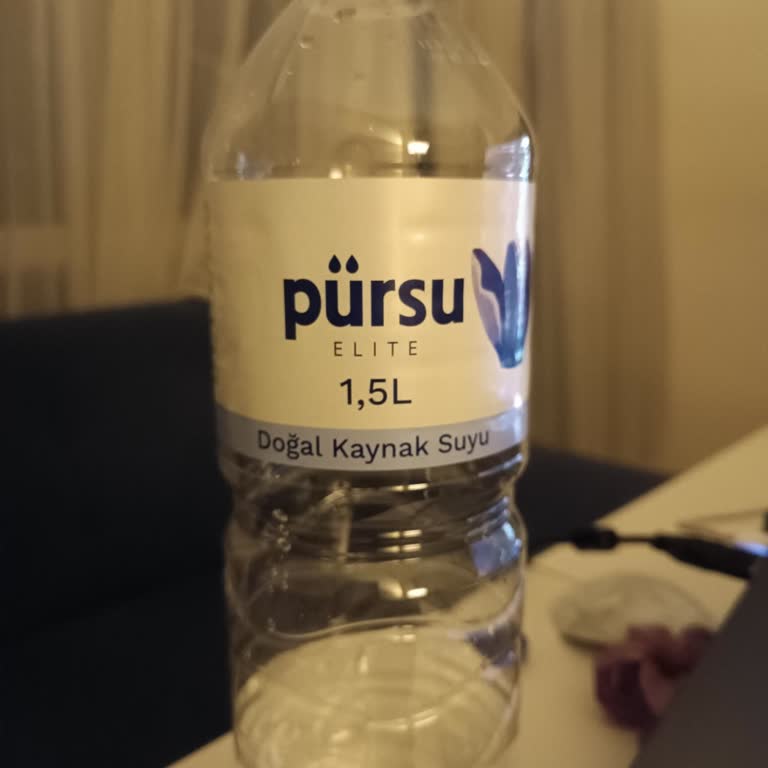 pürsu
ELITE
1,5L
Doğal Kaynak Suyu